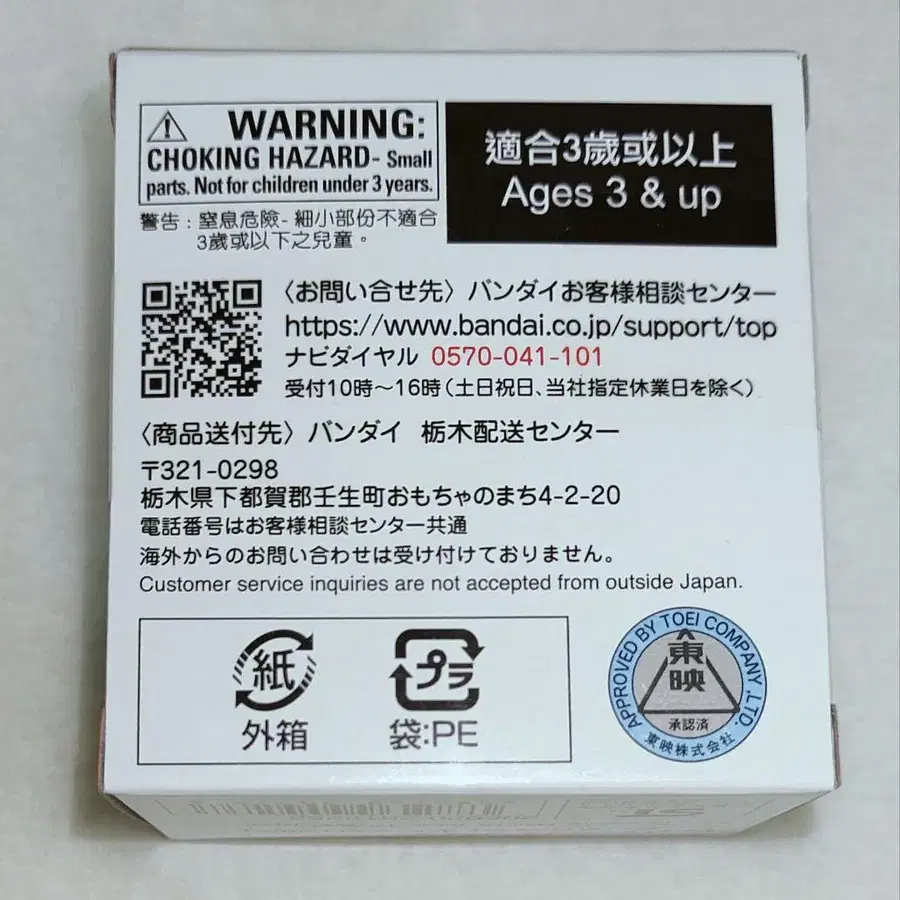 WARNING:
CHOKING HAZARD- Small
parts. Not for children under 3 years.
警告：窒息危險- 細小部份不適合
3歲或以下之兒童。
適合3歲或以上
Ages 3 & up
〈お問い合せ先〉バンダイお客様相談センター
https://www.bandai.co.jp/support/top
ナビダイヤル 0570-041-101
受付10時～16時（土日祝日、当社指定休業日を除く）
〈商品送付先〉バンダイ 栃木配送センター
〒321-0298
栃木県下都賀郡壬生町おもちゃのまち4-2-20
電話番号はお客様相談センター共通
海外からのお問い合わせは受け付けておりません。
Customer service inquiries are not accepted from outside Japan.
紙
外箱
プラ
袋:PE
APPROVED BY TOEI COMPANY ,LTD.
東映
承認済
東映株式会社